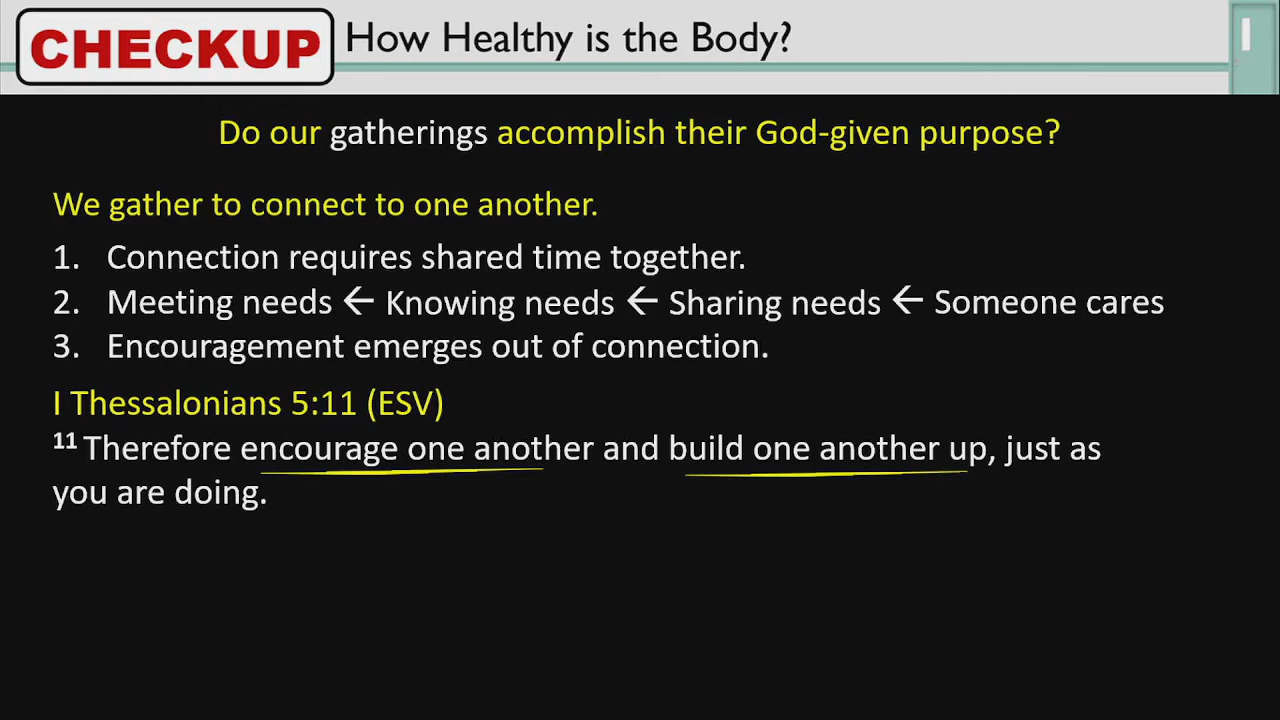 CHECKUP How Healthy is the Body?
Do our gatherings accomplish their God-given purpose?
We gather to connect to one another.
1. Connection requires shared time together.
2. Meeting needs ← Knowing needs ← Sharing needs ← Someone cares
3. Encouragement emerges out of connection.
I Thessalonians 5:11 (ESV)
11 Therefore encourage one another and build one another up, just as
you are doing.